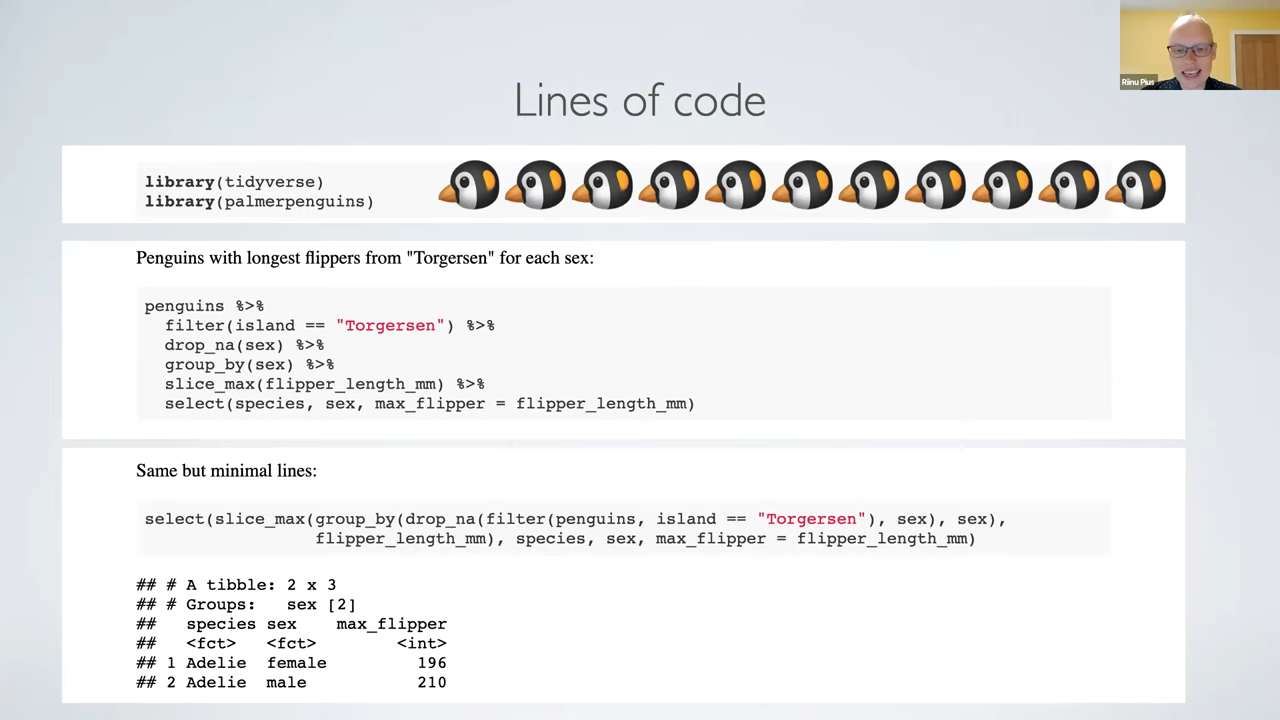 Riinu Pius
Lines of code
library(tidyverse)
library(palmerpenguins)
Penguins with longest flippers from "Torgersen" for each sex:
penguins %>%
  filter(island == "Torgersen") %>%
  drop_na(sex) %>%
  group_by(sex) %>%
  slice_max(flipper_length_mm) %>%
  select(species, sex, max_flipper = flipper_length_mm)
Same but minimal lines:
select(slice_max(group_by(drop_na(filter(penguins, island == "Torgersen"), sex), sex),
                 flipper_length_mm), species, sex, max_flipper = flipper_length_mm)
## # A tibble: 2 x 3
## # Groups:   sex [2]
##   species sex    max_flipper
##   <fct>   <fct>        <int>
## 1 Adelie  female         196
## 2 Adelie  male           210